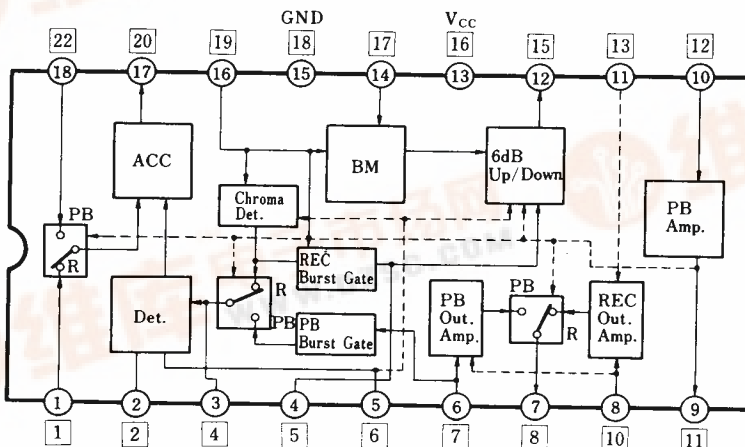 GND
V_CC
22 20 19 18 17 16 15 13 12
18 17 16 15 14 13 12 11 10
ACC
BM
6dB
Up/Down
Chroma
Det.
PB
Amp.
PB
R
REC
Burst Gate
Det.
R
PB
PB
Burst Gate
PB
Out.
Amp.
PB
R
REC
Out.
Amp.
1 2 3 4 5 6 7 8 9
1 2 4 5 6 7 8 10 11